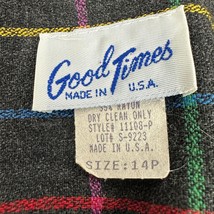 Good Times
MADE IN U.S.A.
55% RAYON
DRY CLEAN ONLY
STYLE# 11108-P
LOT# S-9223
MADE IN U.S.A.
SIZE: 14P